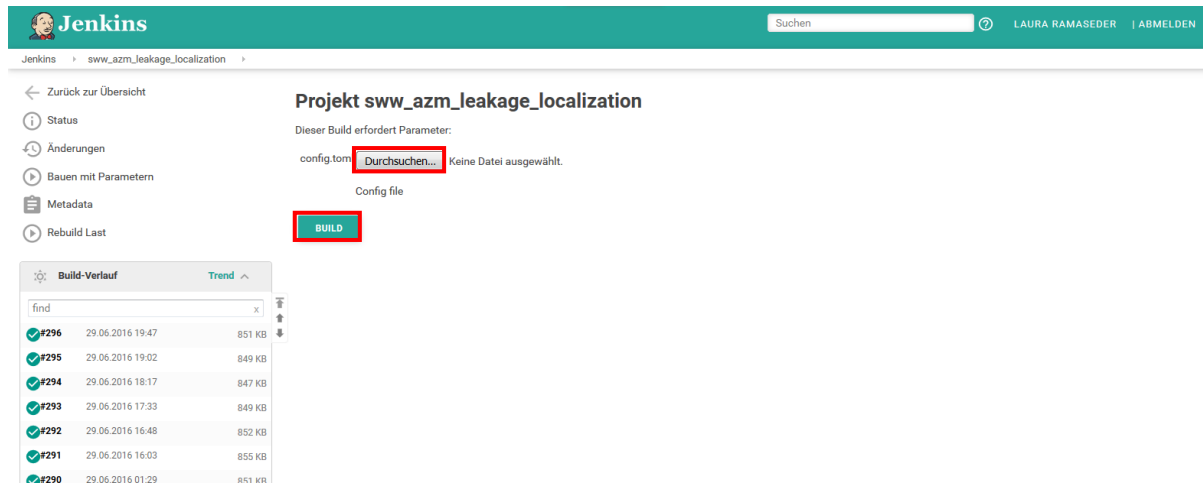 Jenkins
Suchen
LAURA RAMASEDER | ABMELDEN
Jenkins sww_azm_leakage_localization
Zurück zur Übersicht
Status
Änderungen
Bauen mit Parametern
Metadata
Rebuild Last
Projekt sww_azm_leakage_localization
Dieser Build erfordert Parameter:
config.tom Durchsuchen... Keine Datei ausgewählt.
Config file
BUILD
Build-Verlauf Trend
find x
#296 29.06.2016 19:47 851 KB
#295 29.06.2016 19:02 849 KB
#294 29.06.2016 18:17 847 KB
#293 29.06.2016 17:33 849 KB
#292 29.06.2016 16:48 852 KB
#291 29.06.2016 16:03 855 KB
#290 29.06.2016 01:29 851 KB